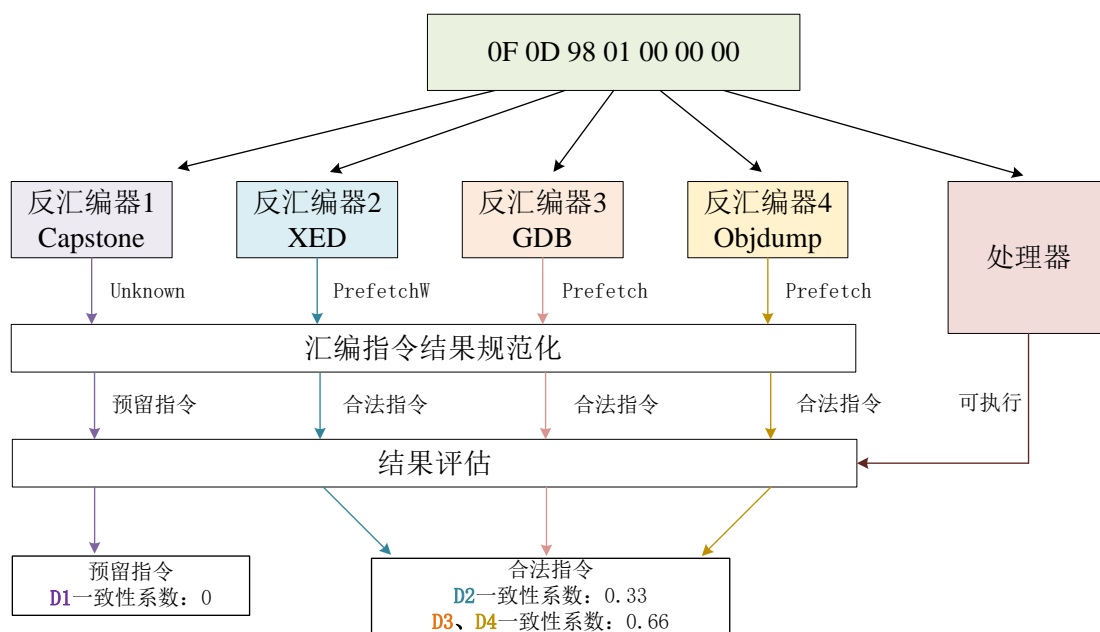 0F 0D 98 01 00 00 00
反汇编器1
Capstone
反汇编器2
XED
反汇编器3
GDB
反汇编器4
Objdump
处理器
Unknown
PrefetchW
Prefetch
Prefetch
汇编指令结果规范化
预留指令
合法指令
合法指令
合法指令
可执行
结果评估
预留指令
D1一致性系数：0
合法指令
D2一致性系数：0.33
D3、D4一致性系数：0.66